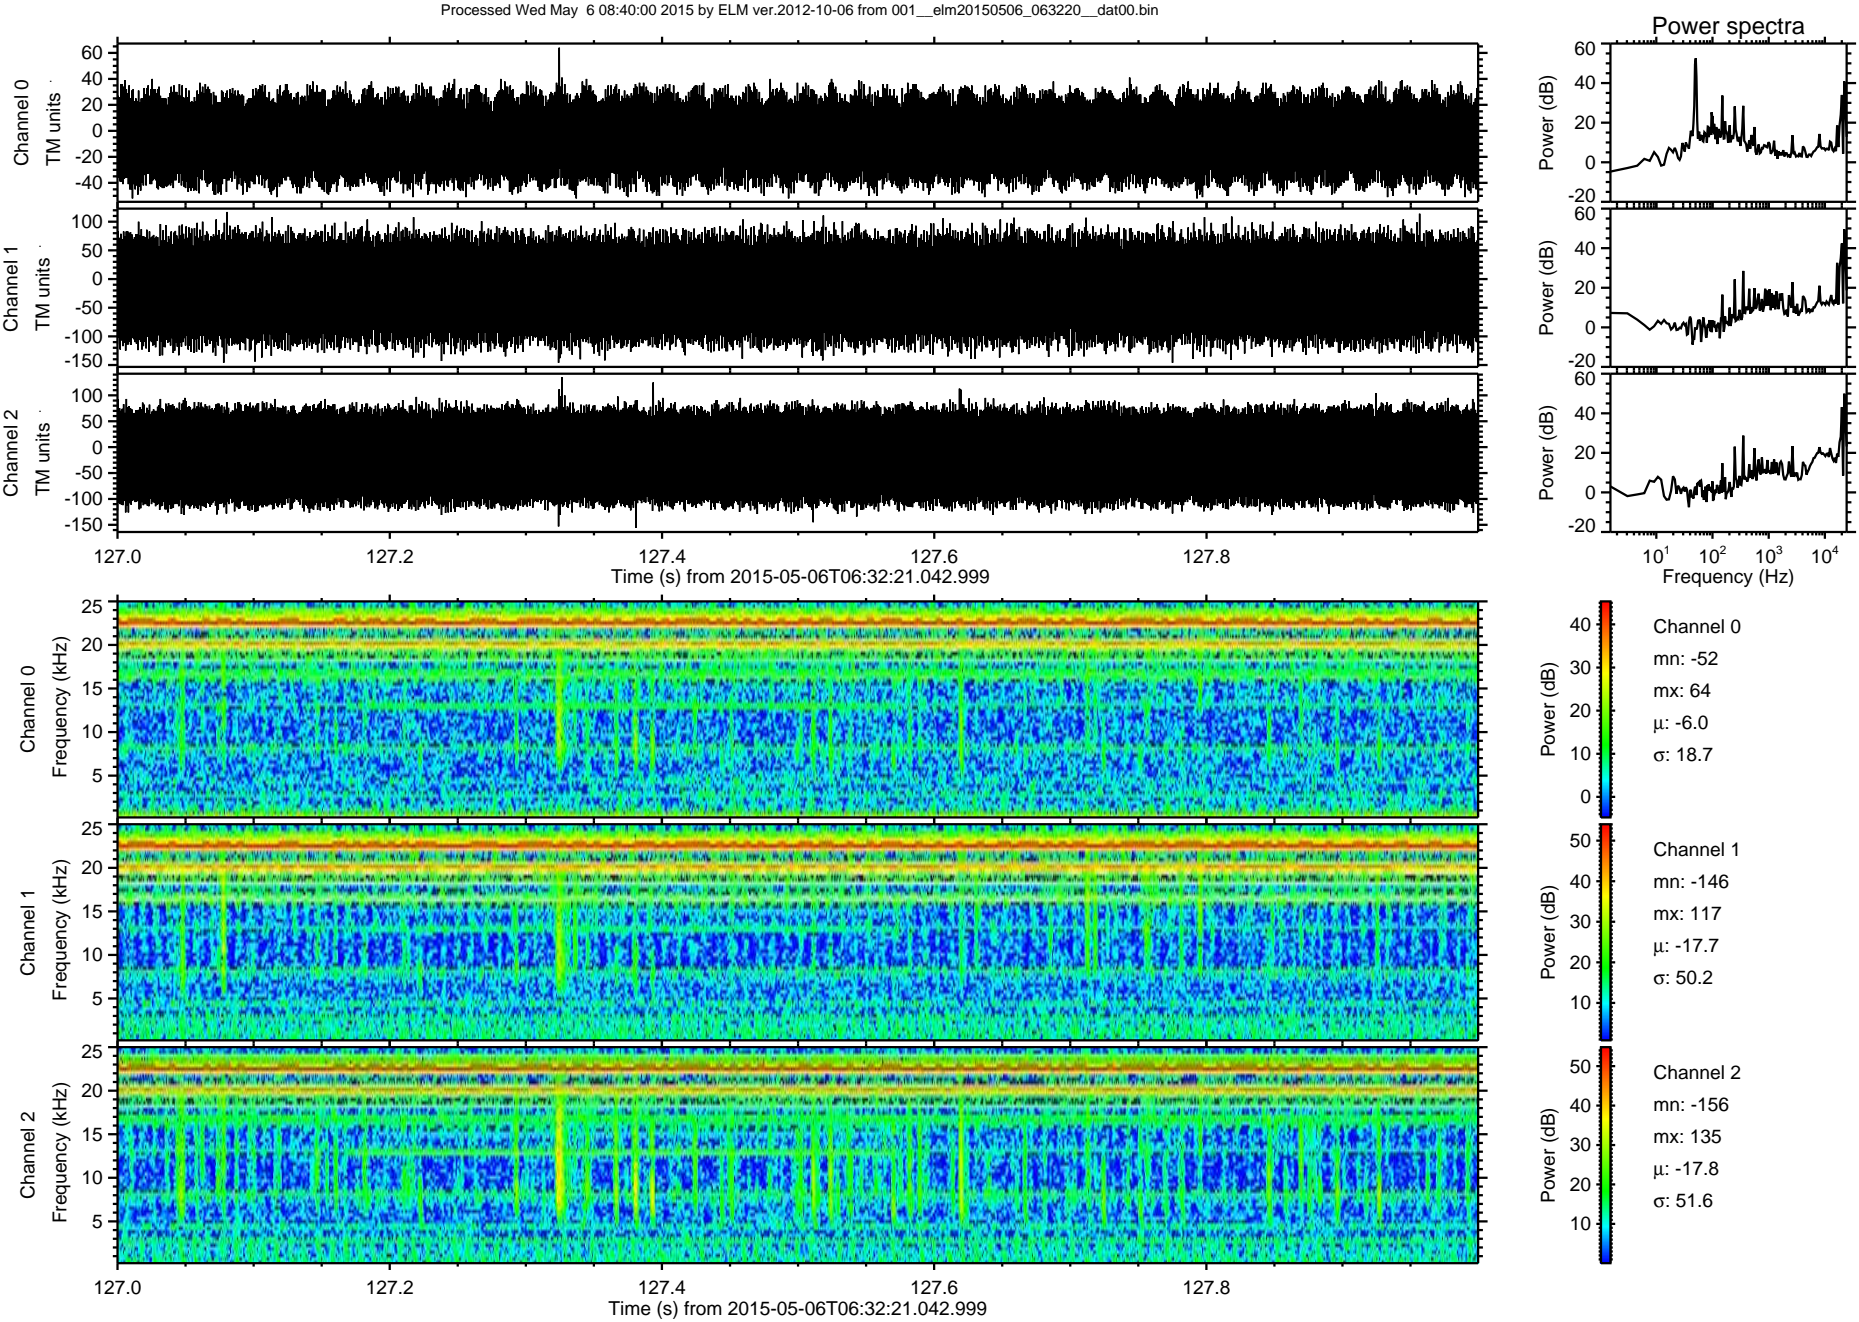 Processed Wed May  6 08:40:00 2015 by ELM ver.2012-10-06 from 001__elm20150506_063220__dat00.bin
Power spectra
Channel 0
TM units
60
40
20
0
-20
-40
Power (dB)
60
40
20
0
-20
Channel 1
TM units
100
50
0
-50
-100
-150
Power (dB)
60
40
20
0
-20
Channel 2
TM units
100
50
0
-50
-100
-150
Power (dB)
60
40
20
0
-20
127.0 127.2 127.4 127.6 127.8
Time (s) from 2015-05-06T06:32:21.042.999
10^1 10^2 10^3 10^4
Frequency (Hz)
Channel 0
Frequency (kHz)
25
20
15
10
5
Power (dB)
40
30
20
10
0
Channel 0
mn: -52
mx: 64
μ: -6.0
σ: 18.7
Channel 1
Frequency (kHz)
25
20
15
10
5
Power (dB)
50
40
30
20
10
Channel 1
mn: -146
mx: 117
μ: -17.7
σ: 50.2
Channel 2
Frequency (kHz)
25
20
15
10
5
Power (dB)
50
40
30
20
10
Channel 2
mn: -156
mx: 135
μ: -17.8
σ: 51.6
127.0 127.2 127.4 127.6 127.8
Time (s) from 2015-05-06T06:32:21.042.999